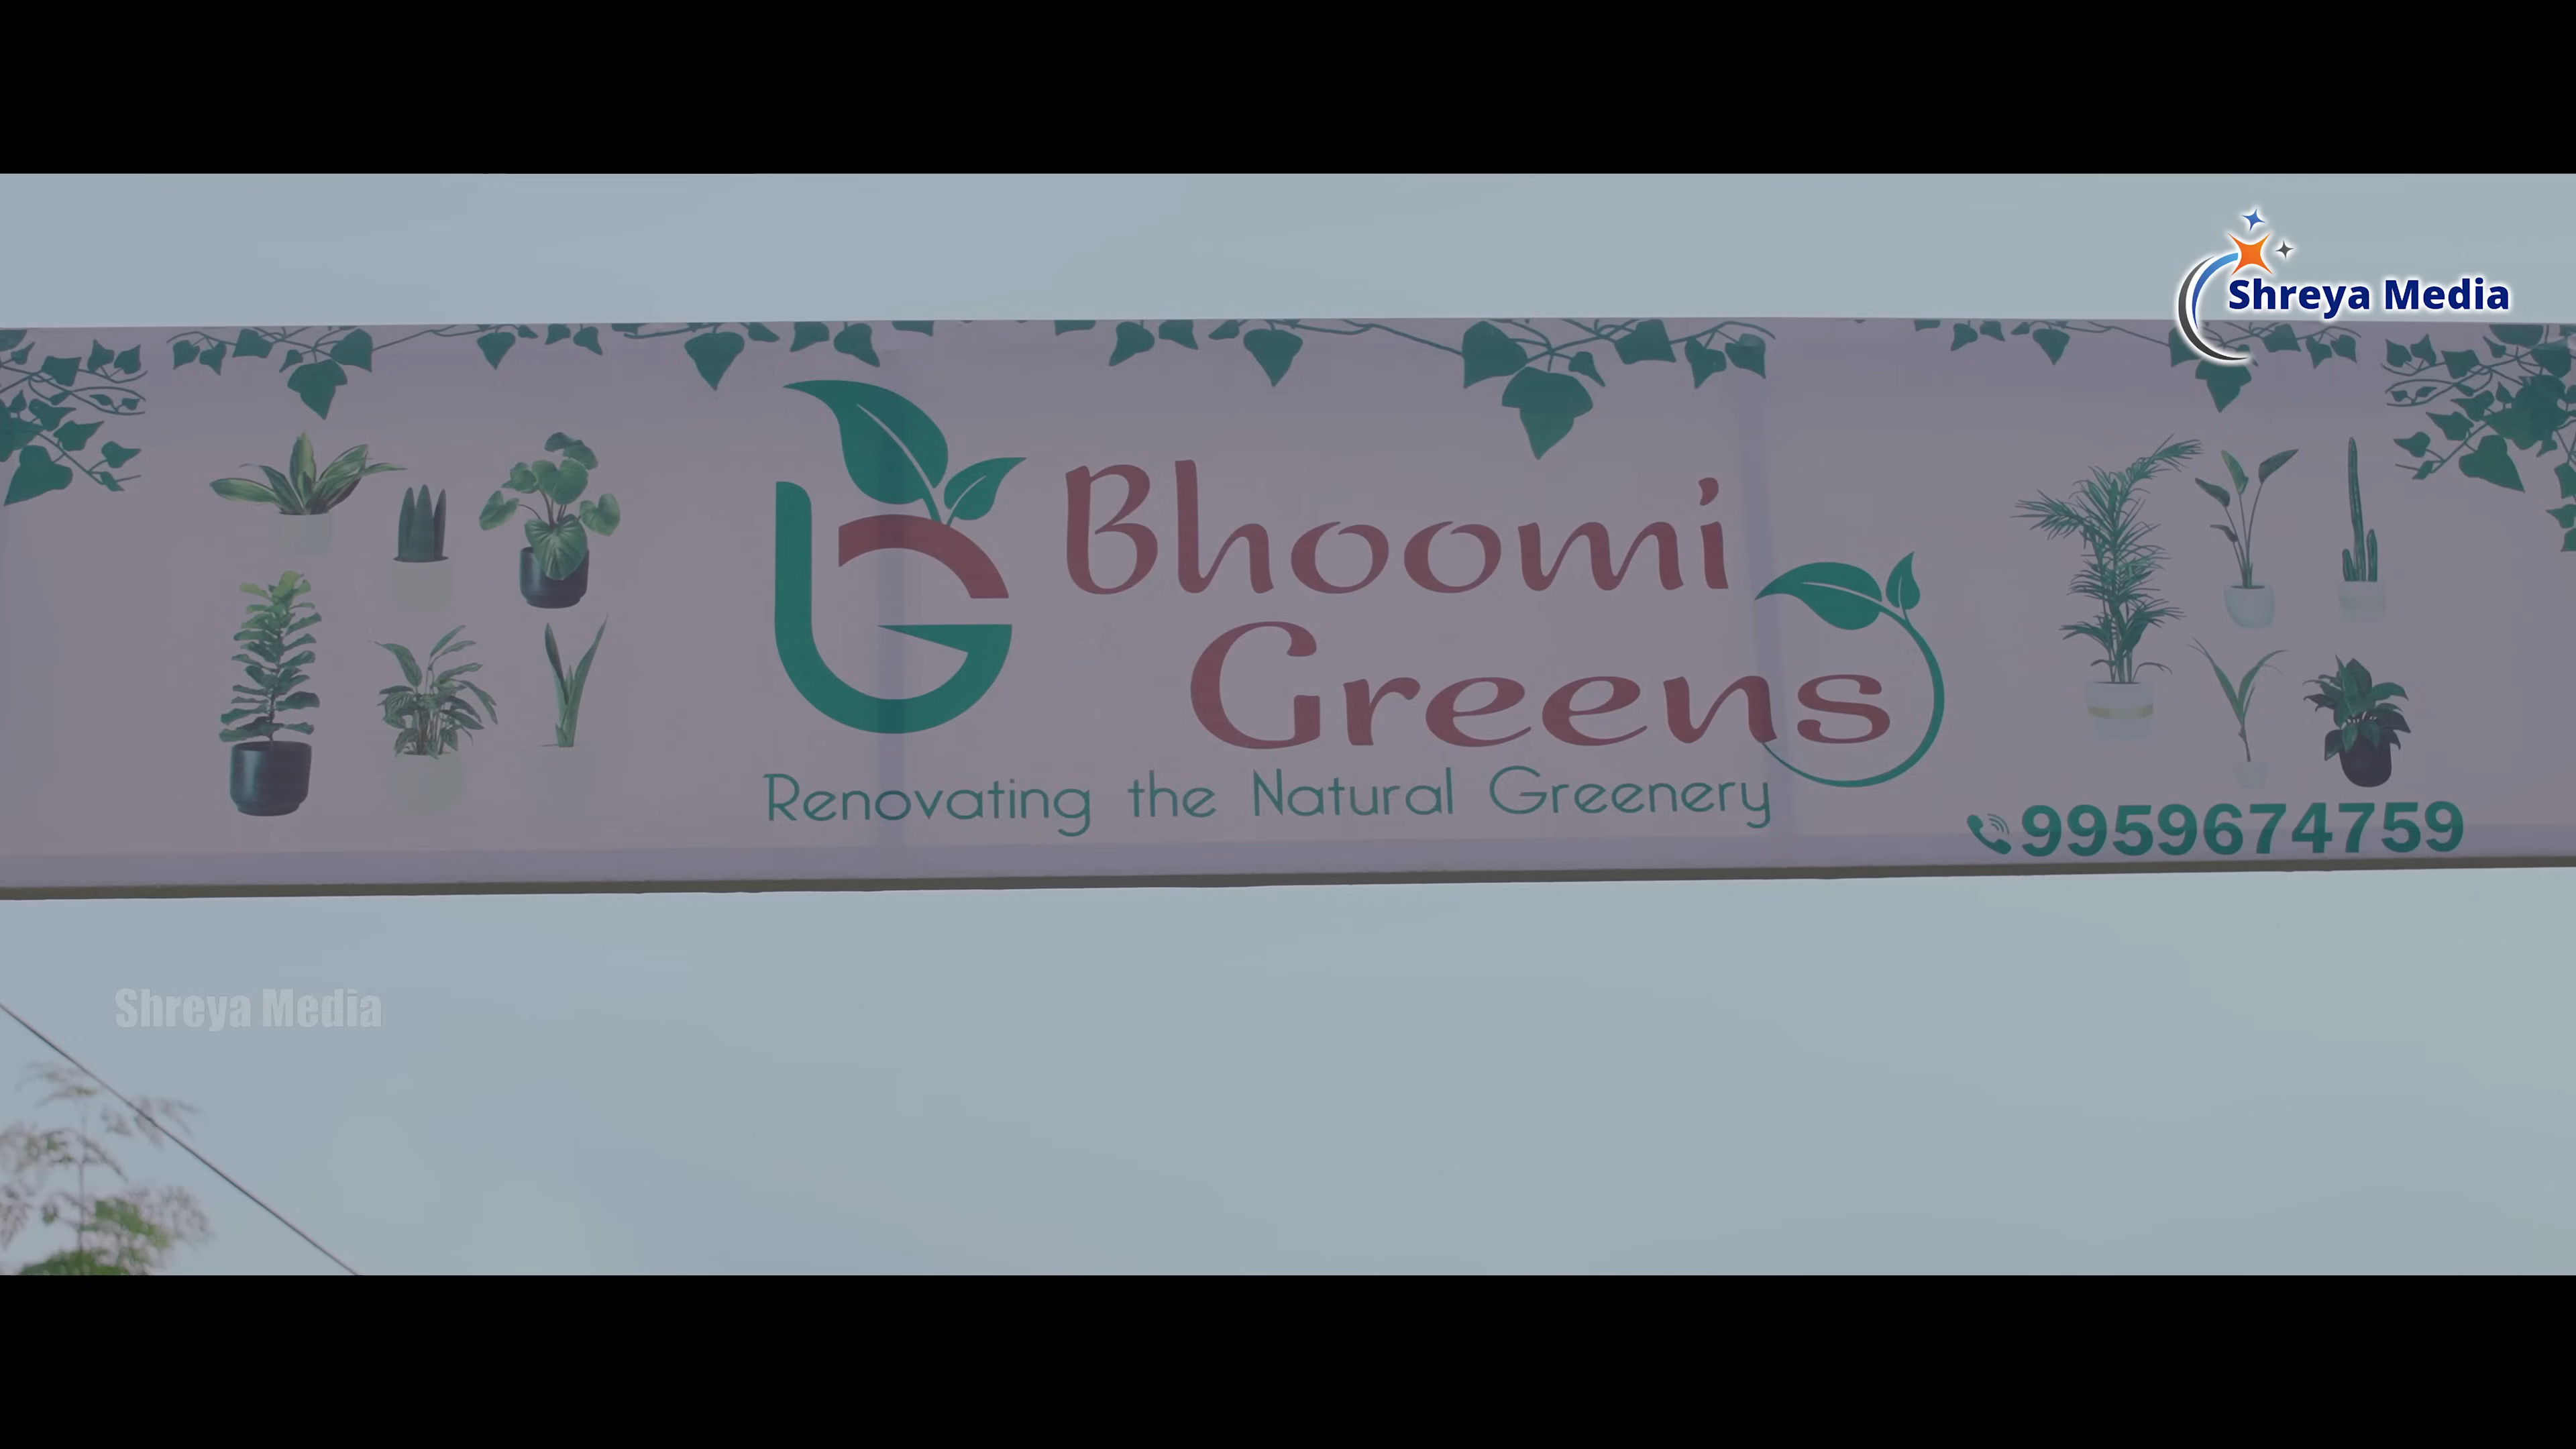 Shreya Media
Bhoomi
Greens
Renovating the Natural Greenery
9959674759
Shreya Media